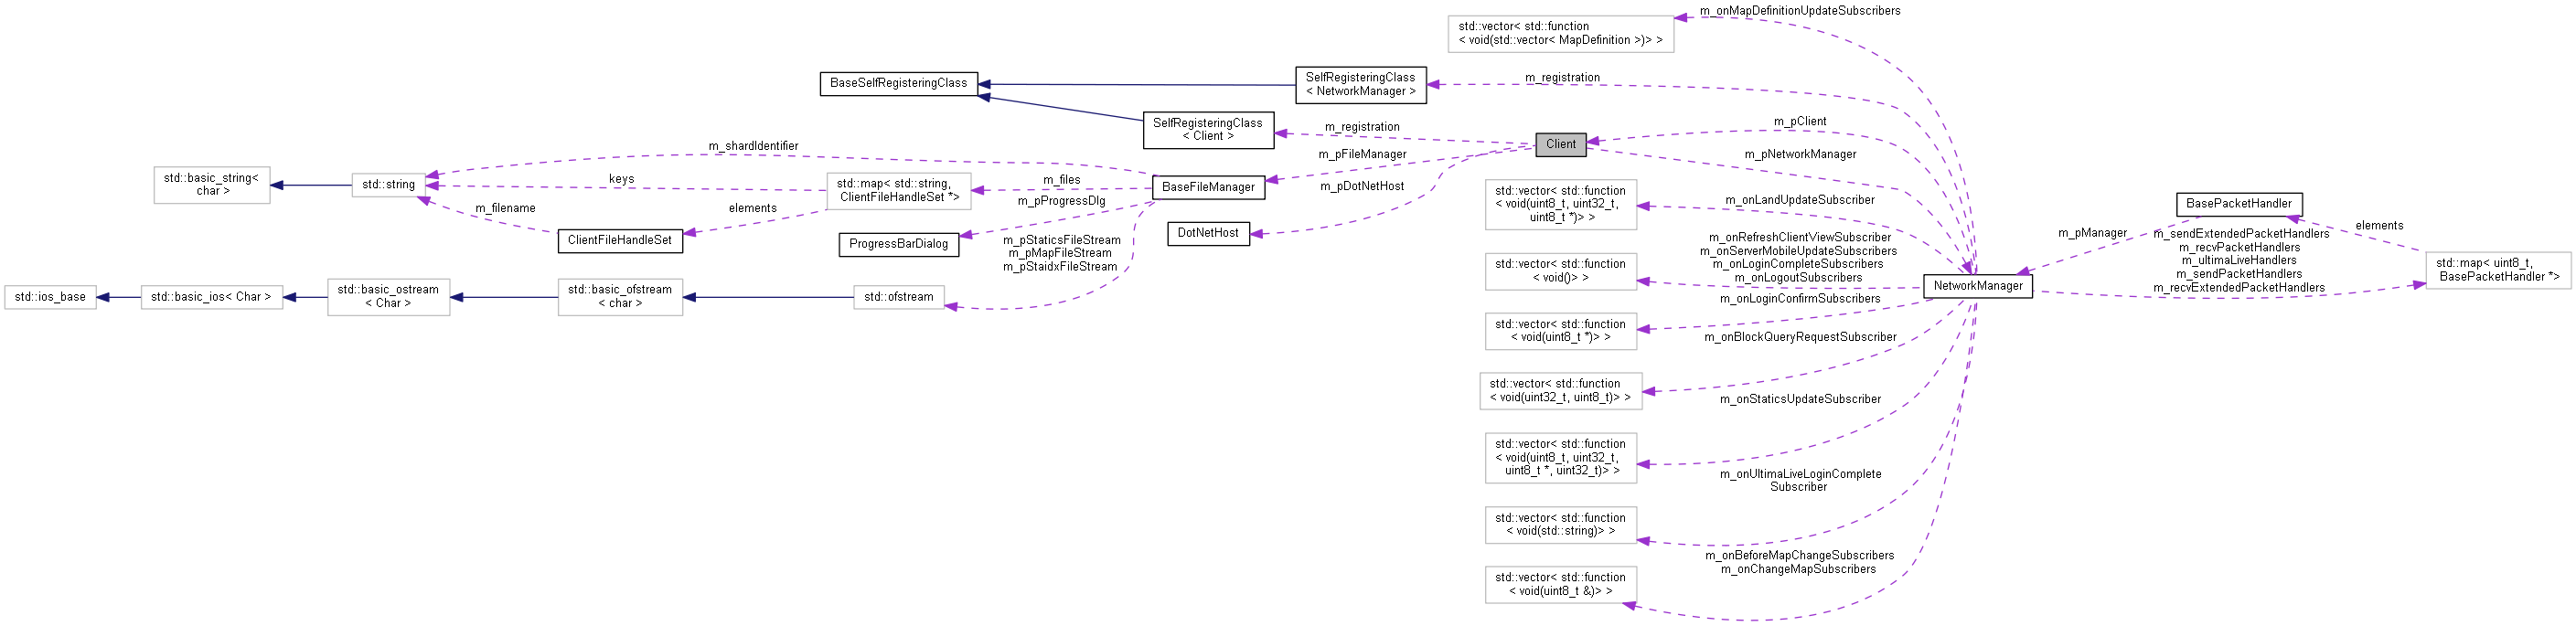 m_onMapDefinitionUpdateSubscribers
std::vector< std::function
< void(std::vector< MapDefinition >)> >
BaseSelfRegisteringClass
SelfRegisteringClass
< NetworkManager >
m_registration
SelfRegisteringClass
< Client >
m_registration
m_pClient
Client
m_shardIdentifier
m_pFileManager
m_pNetworkManager
std::basic_string<
char >
std::string
keys
std::map< std::string,
ClientFileHandleSet *>
m_files
BaseFileManager
m_pDotNetHost
m_filename
elements
m_pProgressDlg
ClientFileHandleSet
ProgressBarDialog
DotNetHost
m_pStaticsFileStream
m_pMapFileStream
m_pStaidxFileStream
std::ios_base
std::basic_ios< Char >
std::basic_ostream
< Char >
std::basic_ofstream
< char >
std::ofstream
std::vector< std::function
< void(uint8_t, uint32_t,
uint8_t *)> >
m_onLandUpdateSubscriber
std::vector< std::function
< void()> >
m_onRefreshClientViewSubscriber
m_onServerMobileUpdateSubscribers
m_onLoginCompleteSubscribers
m_onLogoutSubscribers
NetworkManager
m_pManager
BasePacketHandler
elements
m_sendExtendedPacketHandlers
m_recvPacketHandlers
m_ultimaLiveHandlers
m_sendPacketHandlers
m_recvExtendedPacketHandlers
std::map< uint8_t,
BasePacketHandler *>
m_onLoginConfirmSubscribers
std::vector< std::function
< void(uint8_t *)> >
m_onBlockQueryRequestSubscriber
std::vector< std::function
< void(uint32_t, uint8_t)> >
m_onStaticsUpdateSubscriber
std::vector< std::function
< void(uint8_t, uint32_t,
uint8_t *, uint32_t)> >
m_onUltimaLiveLoginComplete
Subscriber
std::vector< std::function
< void(std::string)> >
m_onBeforeMapChangeSubscribers
m_onChangeMapSubscribers
std::vector< std::function
< void(uint8_t &)> >